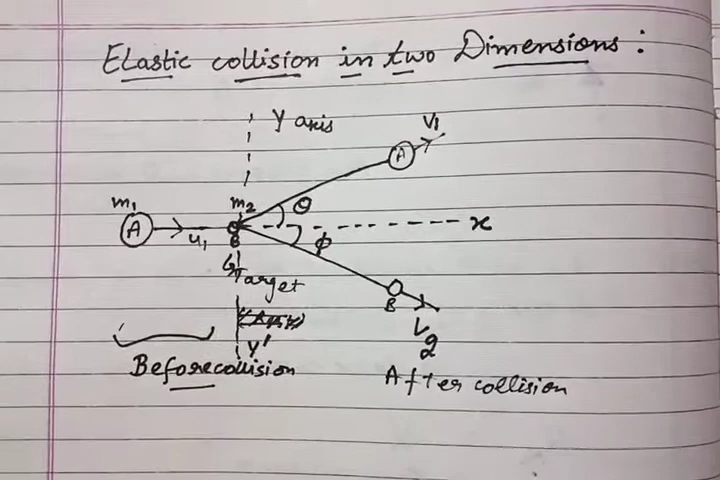 Elastic collision in two Dimensions :
Y axis
V1
A
m1
m2
θ
A
u1
B
x
ϕ
Target
B
V2
Y'
Before collision
After collision